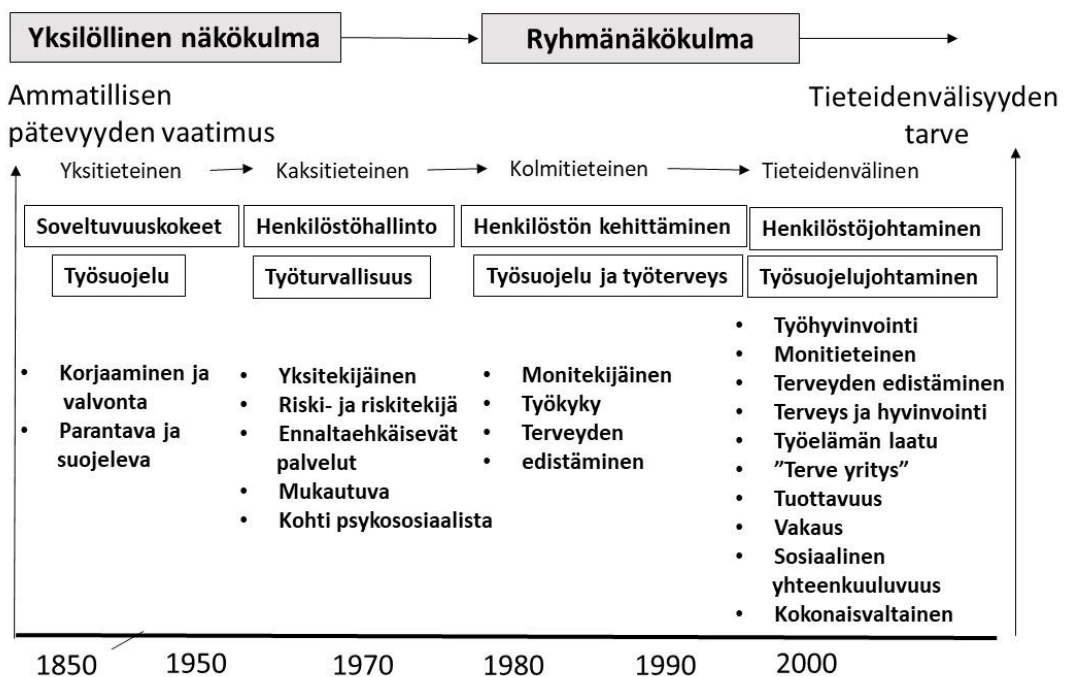 Yksilöllinen näkökulma
Ryhmänäkökulma
Ammatillisen
pätevyyden vaatimus
Tieteidenvälisyyden
tarve
Yksitieteinen
Kaksitieteinen
Kolmitieteinen
Tieteidenvälinen
Soveltuvuuskokeet
Henkilöstöhallinto
Henkilöstön kehittäminen
Henkilöstöjohtaminen
Työsuojelu
Työturvallisuus
Työsuojelu ja työterveys
Työsuojelujohtaminen
• Korjaaminen ja
valvonta
• Parantava ja
suojeleva
• Yksitekijäinen
• Riski- ja riskitekijä
• Ennaltaehkäisevät
palvelut
• Mukautuva
• Kohti psykososiaalista
• Monitekijäinen
• Työkyky
• Terveyden
• edistäminen
• Työhyvinvointi
• Monitieteinen
• Terveyden edistäminen
• Terveys ja hyvinvointi
• Työelämän laatu
• ”Terve yritys”
• Tuottavuus
• Vakaus
• Sosiaalinen
yhteenkuuluvuus
• Kokonaisvaltainen
1850
1950
1970
1980
1990
2000